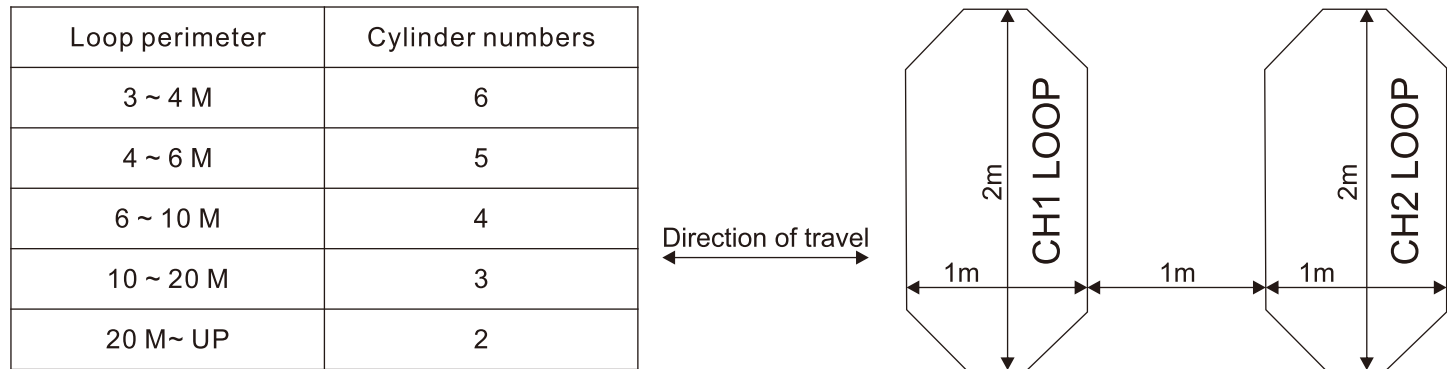 Loop perimeter Cylinder numbers
3 ~ 4 M 6
4 ~ 6 M 5
6 ~ 10 M 4
10 ~ 20 M 3
20 M~ UP 2
Direction of travel
2m
CH1 LOOP
1m
1m
2m
CH2 LOOP
1m